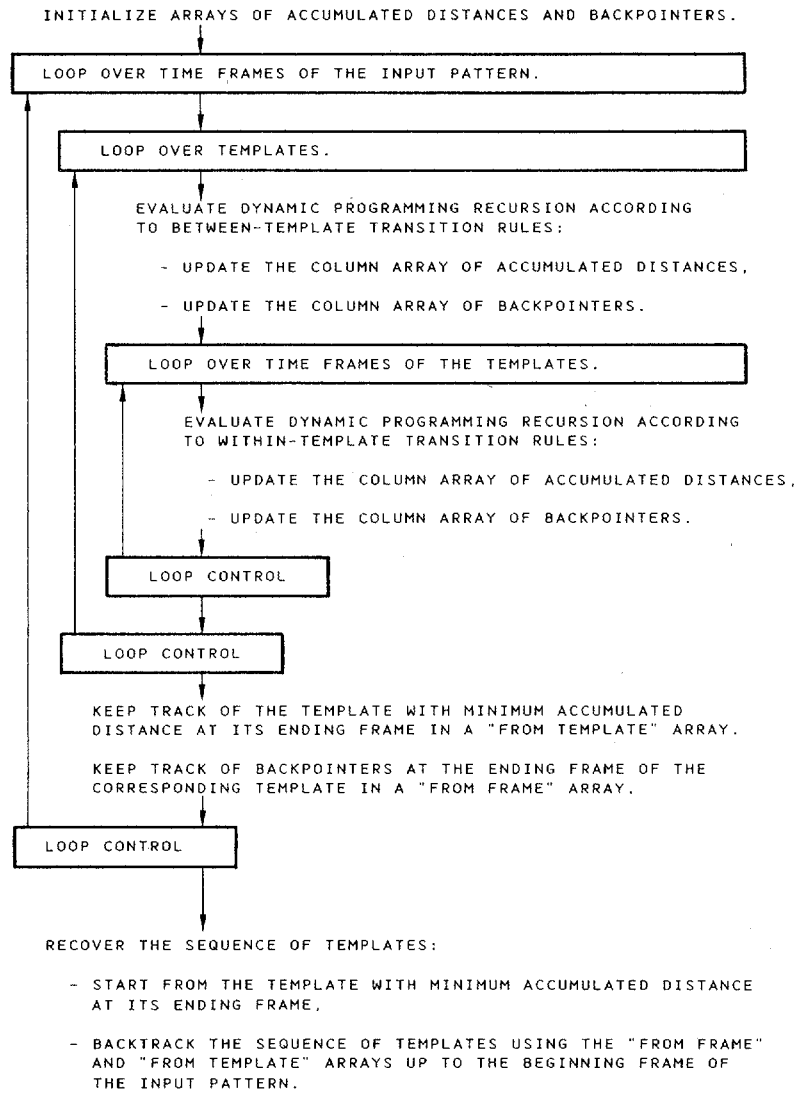 INITIALIZE ARRAYS OF ACCUMULATED DISTANCES AND BACKPOINTERS.
LOOP OVER TIME FRAMES OF THE INPUT PATTERN.
LOOP OVER TEMPLATES.
EVALUATE DYNAMIC PROGRAMMING RECURSION ACCORDING
TO BETWEEN-TEMPLATE TRANSITION RULES:
- UPDATE THE COLUMN ARRAY OF ACCUMULATED DISTANCES,
- UPDATE THE COLUMN ARRAY OF BACKPOINTERS.
LOOP OVER TIME FRAMES OF THE TEMPLATES.
EVALUATE DYNAMIC PROGRAMMING RECURSION ACCORDING
TO WITHIN-TEMPLATE TRANSITION RULES:
- UPDATE THE COLUMN ARRAY OF ACCUMULATED DISTANCES,
- UPDATE THE COLUMN ARRAY OF BACKPOINTERS.
LOOP CONTROL
LOOP CONTROL
KEEP TRACK OF THE TEMPLATE WITH MINIMUM ACCUMULATED
DISTANCE AT ITS ENDING FRAME IN A "FROM TEMPLATE" ARRAY.
KEEP TRACK OF BACKPOINTERS AT THE ENDING FRAME OF THE
CORRESPONDING TEMPLATE IN A "FROM FRAME" ARRAY.
LOOP CONTROL
RECOVER THE SEQUENCE OF TEMPLATES:
- START FROM THE TEMPLATE WITH MINIMUM ACCUMULATED DISTANCE
AT ITS ENDING FRAME,
- BACKTRACK THE SEQUENCE OF TEMPLATES USING THE "FROM FRAME"
AND "FROM TEMPLATE" ARRAYS UP TO THE BEGINNING FRAME OF
THE INPUT PATTERN.